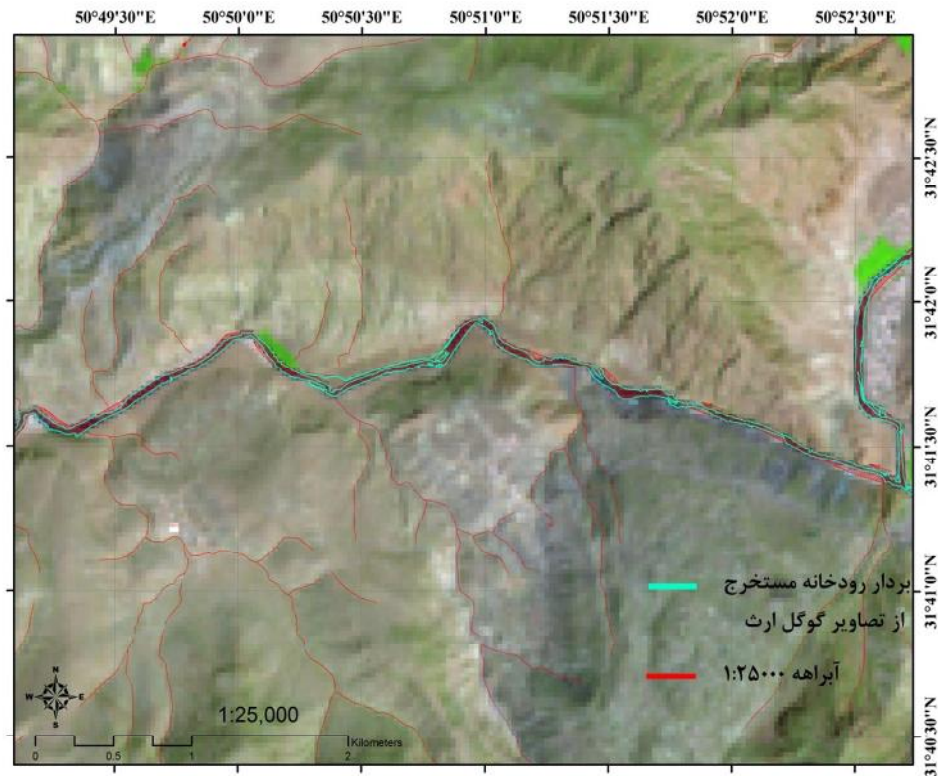 50°49'30"E 50°50'0"E 50°50'30"E 50°51'0"E 50°51'30"E 50°52'0"E 50°52'30"E
31°42'30"N
31°42'0"N
31°41'30"N
31°41'0"N
31°40'30"N
بردار رودخانه مستخرج
از تصاویر گوگل ارث
آبراهه ۱:۲۵۰۰۰
N
W E
S
1:25,000
Kilometers
0 0.5 1 2